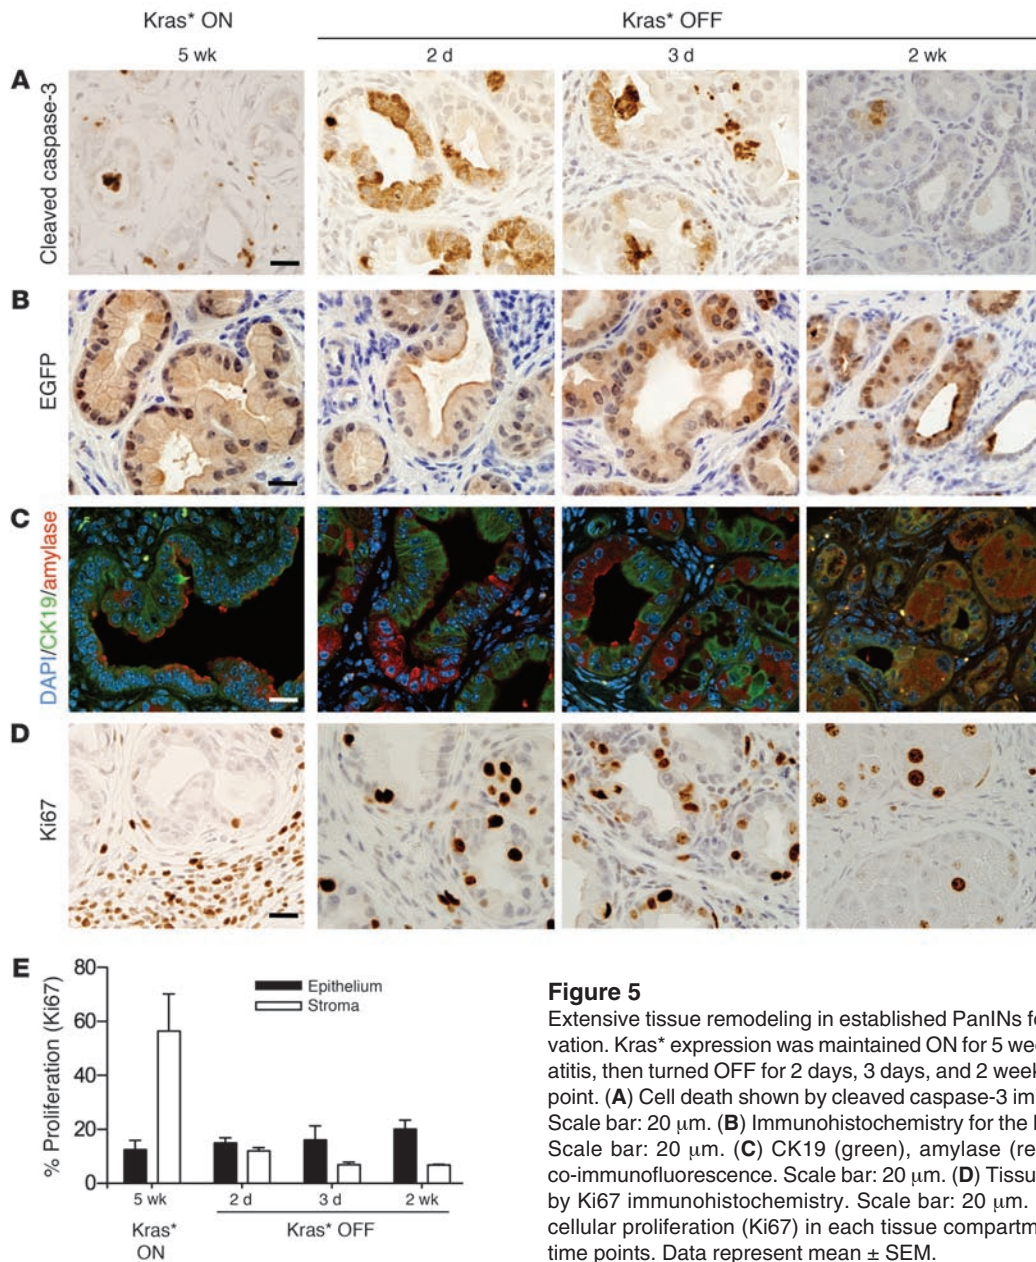 Kras* ON
Kras* OFF
5 wk
2 d
3 d
2 wk
A
Cleaved caspase-3
B
EGFP
C
DAPI/CK19/amylase
D
Ki67
E
% Proliferation (Ki67)
80
60
40
20
0
Epithelium
Stroma
5 wk
2 d
3 d
2 wk
Kras*
ON
Kras* OFF
Figure 5
Extensive tissue remodeling in established PanINs fo
vation. Kras* expression was maintained ON for 5 wee
atitis, then turned OFF for 2 days, 3 days, and 2 week
point. (A) Cell death shown by cleaved caspase-3 im
Scale bar: 20 μm. (B) Immunohistochemistry for the
Scale bar: 20 μm. (C) CK19 (green), amylase (re
co-immunofluorescence. Scale bar: 20 μm. (D) Tissu
by Ki67 immunohistochemistry. Scale bar: 20 μm.
cellular proliferation (Ki67) in each tissue compartm
time points. Data represent mean ± SEM.